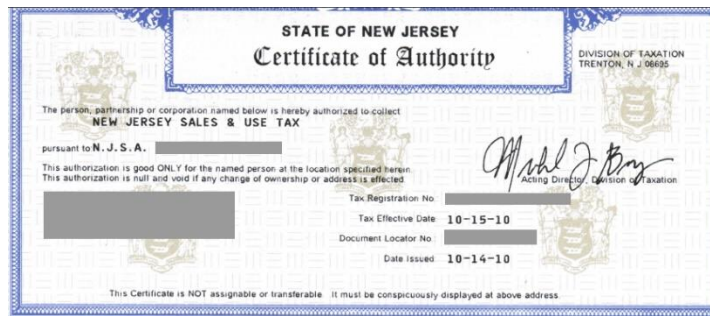 STATE OF NEW JERSEY
Certificate of Authority
DIVISION OF TAXATION
TRENTON, N J 08695
The person, partnership or corporation named below is hereby authorized to collect
NEW JERSEY SALES & USE TAX
pursuant to N.J.S.A.
This authorization is good ONLY for the named person at the location specified herein.
This authorization is null and void if any change of ownership or address is effected.
Acting Director, Division of Taxation
Tax Registration No.
Tax Effective Date 10-15-10
Document Locator No
Date Issued 10-14-10
This Certificate is NOT assignable or transferable. It must be conspicuously displayed at above address.